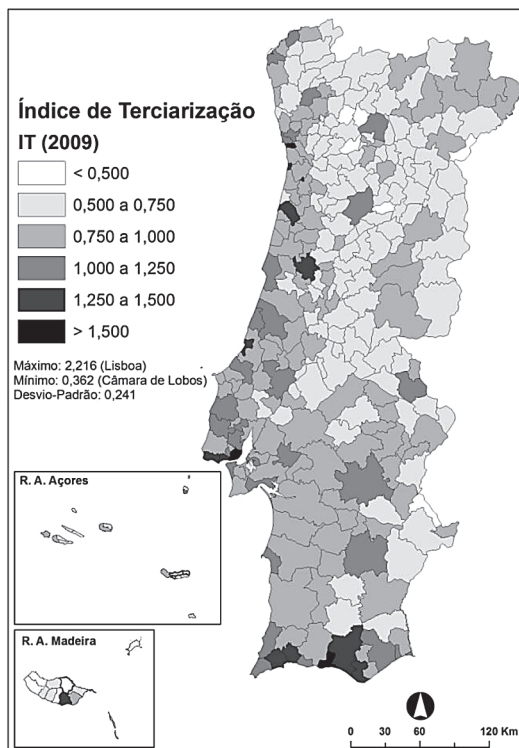 Índice de Terciarização
IT (2009)
< 0,500
0,500 a 0,750
0,750 a 1,000
1,000 a 1,250
1,250 a 1,500
> 1,500
Máximo: 2,216 (Lisboa)
Mínimo: 0,362 (Câmara de Lobos)
Desvio-Padrão: 0,241
R. A. Açores
R. A. Madeira
0 30 60 120 Km